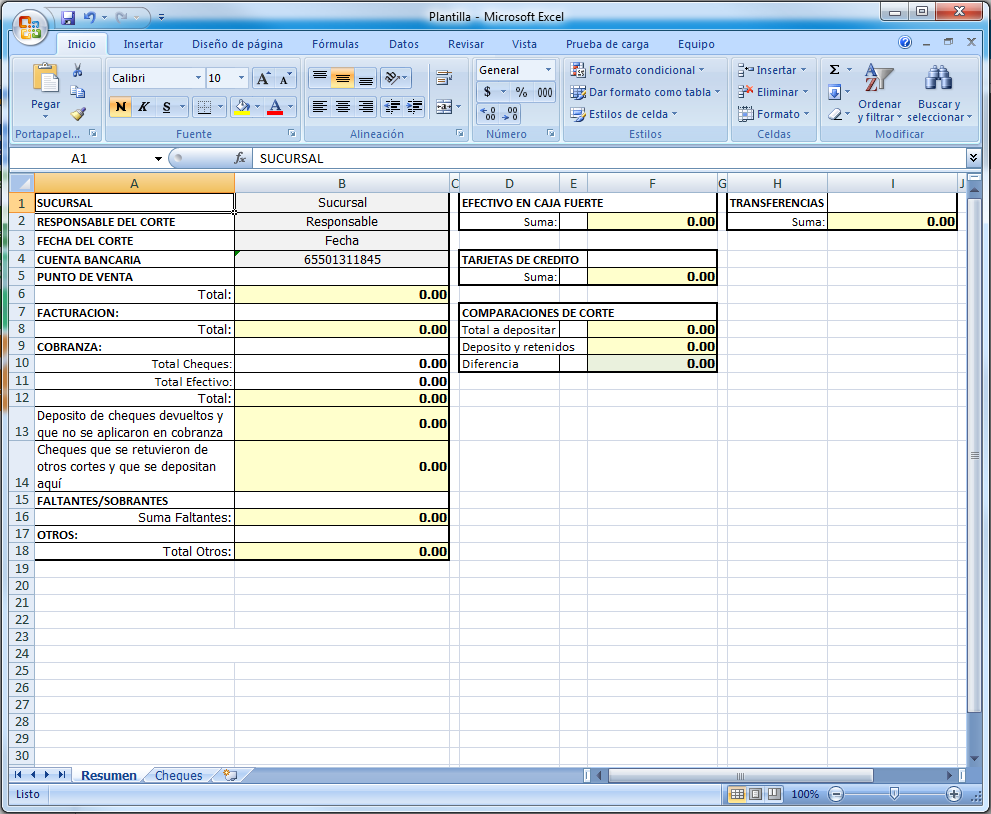 Plantilla - Microsoft Excel
Inicio Insertar Diseño de página Fórmulas Datos Revisar Vista Prueba de carga Equipo
Pegar
Portapapel...
Calibri 10
N K S
Fuente
Alineación
General
$ % 000
Número
Formato condicional
Dar formato como tabla
Estilos de celda
Estilos
Insertar
Eliminar
Formato
Celdas
Σ
Ordenar y filtrar
Buscar y seleccionar
Modificar
A1 fx SUCURSAL
A B C D E F G H I J
1 SUCURSAL Sucursal EFECTIVO EN CAJA FUERTE TRANSFERENCIAS
2 RESPONSABLE DEL CORTE Responsable Suma: 0.00 Suma: 0.00
3 FECHA DEL CORTE Fecha
4 CUENTA BANCARIA 65501311845 TARJETAS DE CREDITO
5 PUNTO DE VENTA Suma: 0.00
6 Total: 0.00
7 FACTURACION: COMPARACIONES DE CORTE
8 Total: 0.00 Total a depositar 0.00
9 COBRANZA: Deposito y retenidos 0.00
10 Total Cheques: 0.00 Diferencia 0.00
11 Total Efectivo: 0.00
12 Total: 0.00
Deposito de cheques devueltos y
13 que no se aplicaron en cobranza 0.00
Cheques que se retuvieron de
otros cortes y que se depositan 0.00
14 aquí
15 FALTANTES/SOBRANTES
16 Suma Faltantes: 0.00
17 OTROS:
18 Total Otros: 0.00
19
20
21
22
23
24
25
26
27
28
29
30
Resumen Cheques
Listo 100%